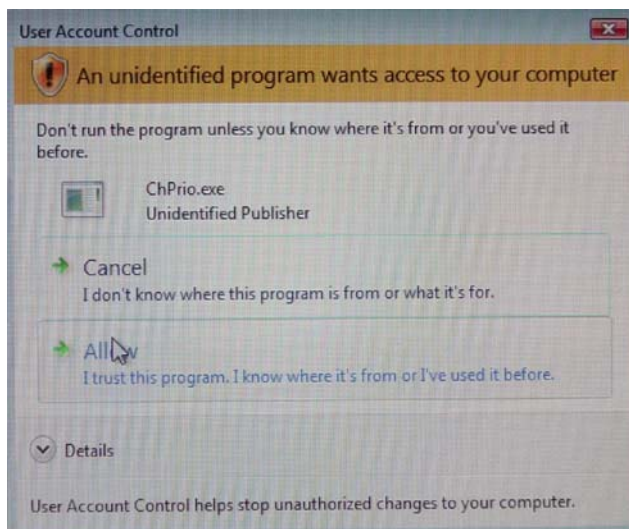 User Account Control
An unidentified program wants access to your computer
Don't run the program unless you know where it's from or you've used it
before.
ChPrio.exe
Unidentified Publisher
Cancel
I don't know where this program is from or what it's for.
Allow
I trust this program. I know where it's from or I've used it before.
Details
User Account Control helps stop unauthorized changes to your computer.